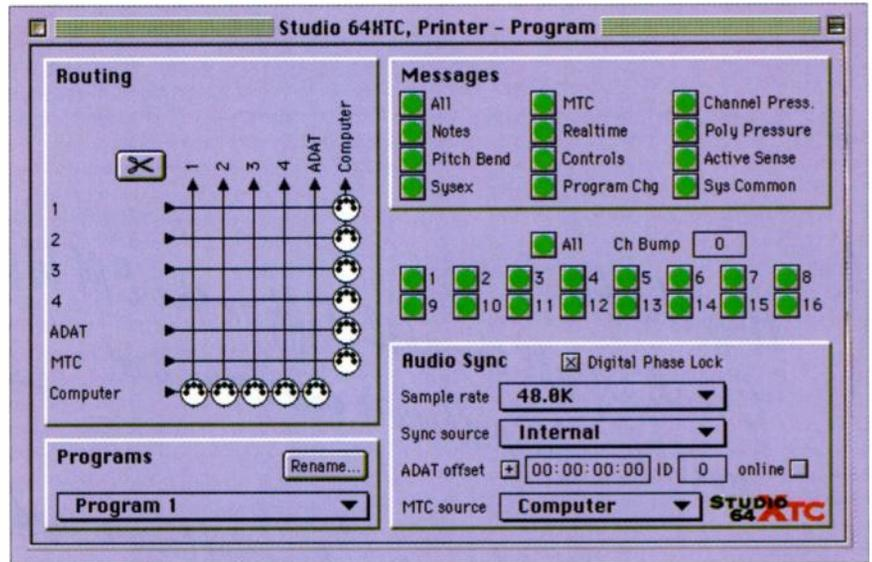 Studio 64XTC, Printer - Program
Routing
1
2
3
4
ADAT
Computer
1
2
3
4
ADAT
MTC
Computer
Programs
Rename...
Program 1
Messages
All
MTC
Channel Press.
Notes
Realtime
Poly Pressure
Pitch Bend
Controls
Active Sense
Sysex
Program Chg
Sys Common
All
Ch Bump 0
1 2 3 4 5 6 7 8
9 10 11 12 13 14 15 16
Audio Sync
Digital Phase Lock
Sample rate 48.0K
Sync source Internal
ADAT offset + 00:00:00:00 ID 0 online
MTC source Computer
STUDIO
64 XTC